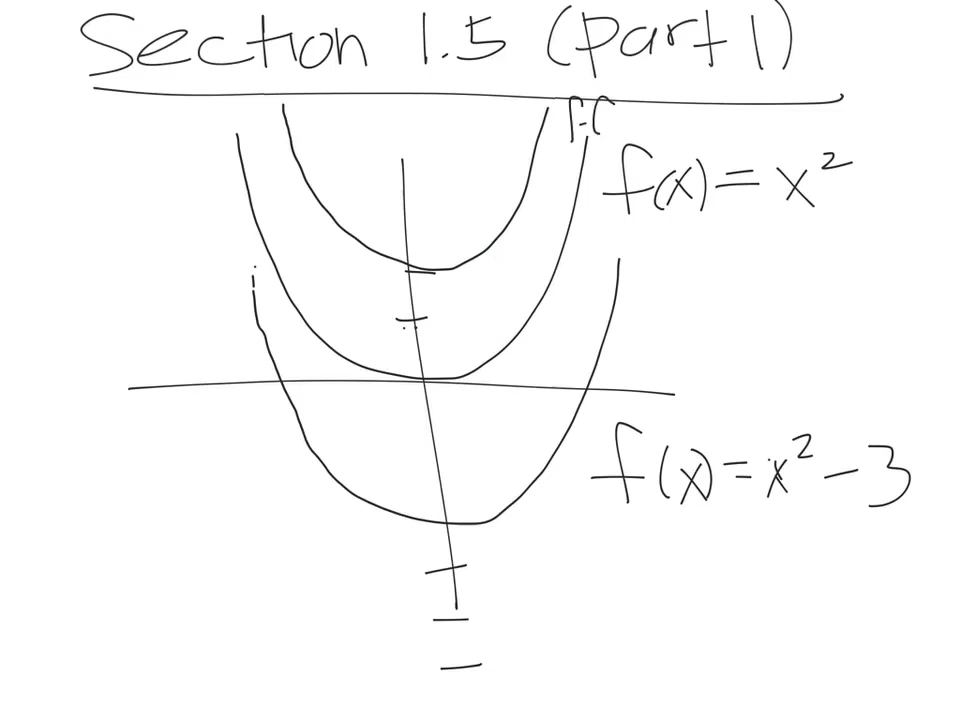 Section 1.5 (part 1)
f(x) = x²
f(x) = x² - 3